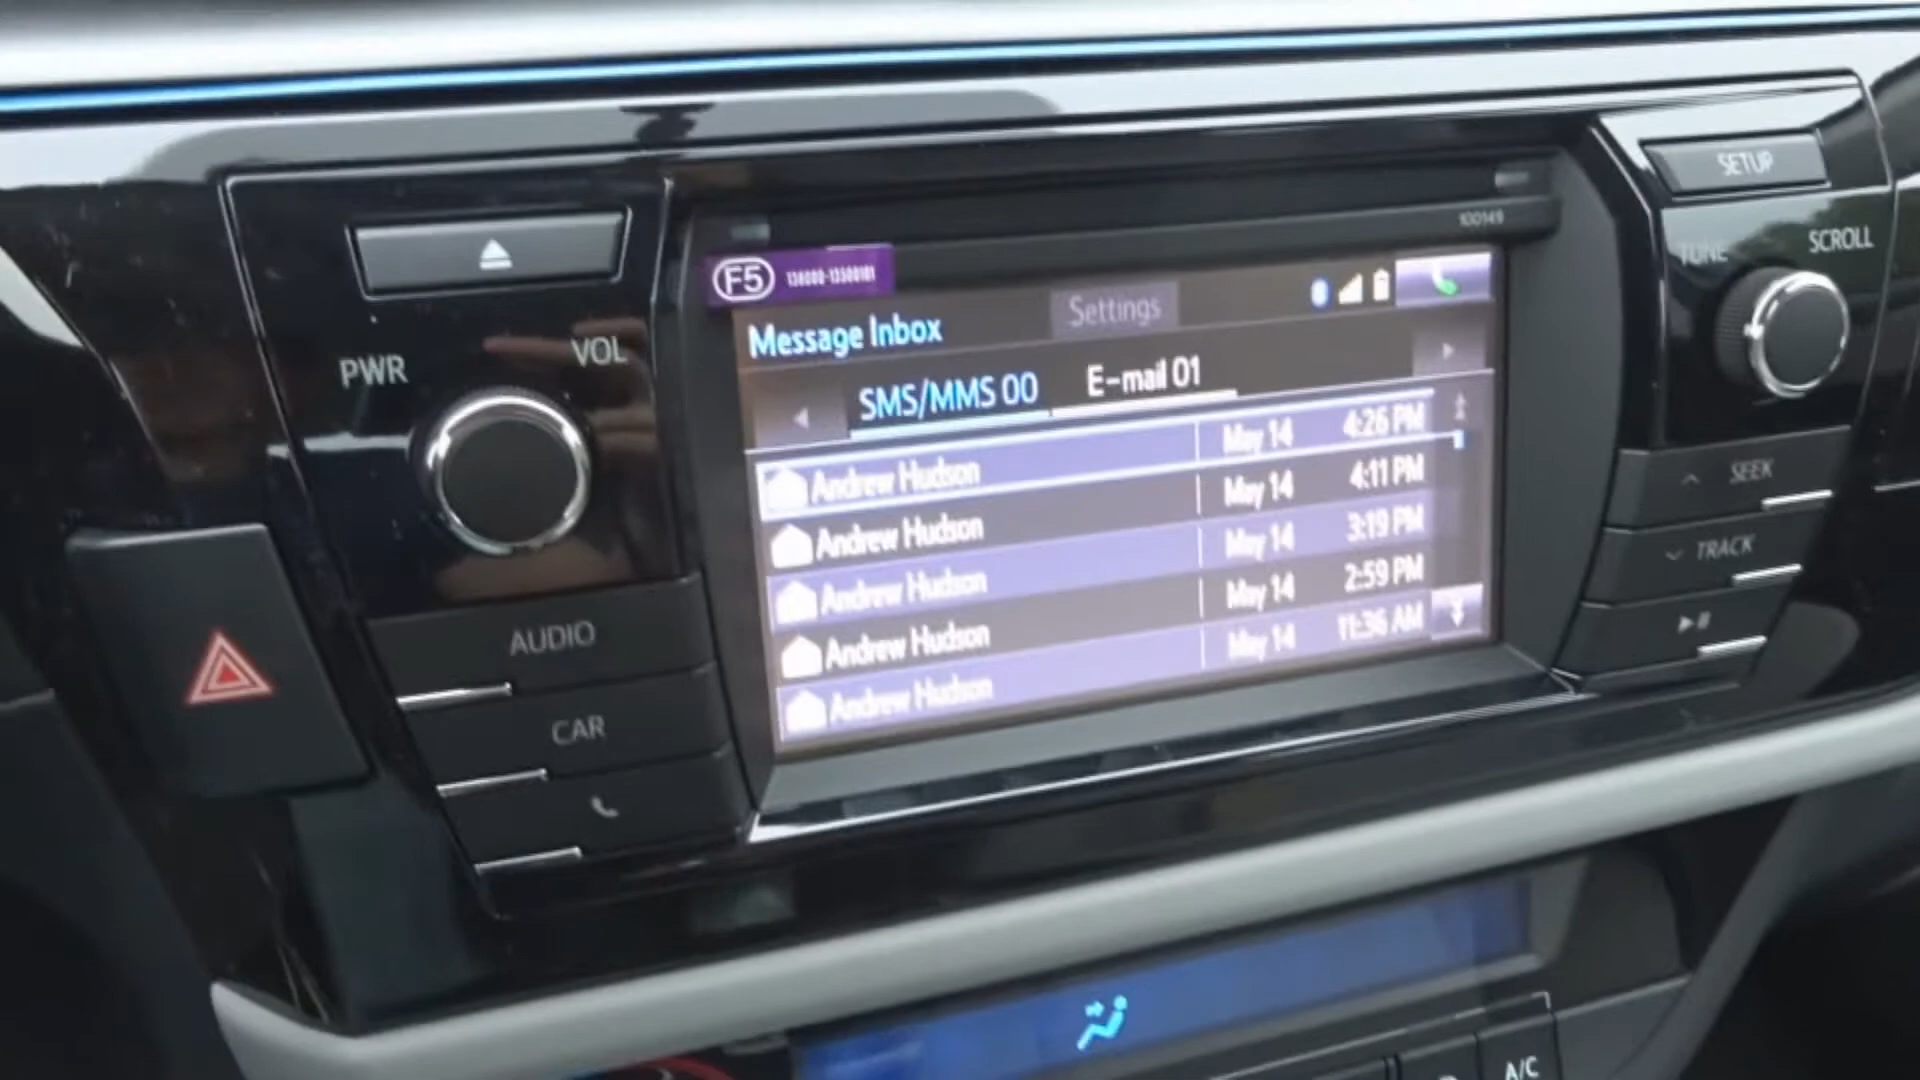 SETUP
100149
TUNE SCROLL
F5
Settings
Message Inbox
PWR VOL
SMS/MMS 00 E-mail 01
Andrew Hudson May 14 4:26 PM
Andrew Hudson May 14 4:11 PM
Andrew Hudson May 14 3:19 PM
Andrew Hudson May 14 2:59 PM
Andrew Hudson May 14 11:36 AM
SEEK
TRACK
AUDIO
CAR
A/C